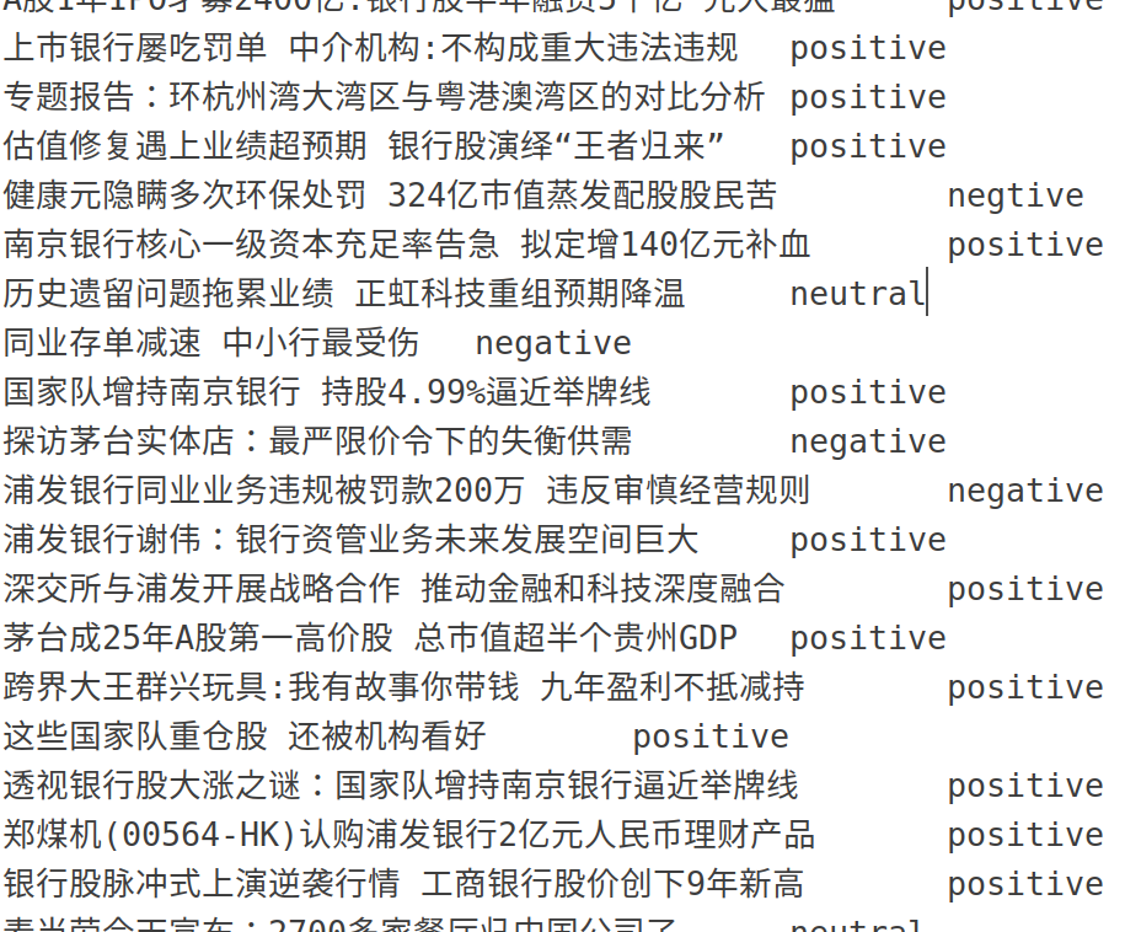 上市银行屡吃罚单 中介机构:不构成重大违法违规 positive
专题报告：环杭州湾大湾区与粤港澳湾区的对比分析 positive
估值修复遇上业绩超预期 银行股演绎“王者归来” positive
健康元隐瞒多次环保处罚 324亿市值蒸发配股股民苦 negtive
南京银行核心一级资本充足率告急 拟定增140亿元补血 positive
历史遗留问题拖累业绩 正虹科技重组预期降温 neutral
同业存单减速 中小行最受伤 negative
国家队增持南京银行 持股4.99%逼近举牌线 positive
探访茅台实体店：最严限价令下的失衡供需 negative
浦发银行同业业务违规被罚款200万 违反审慎经营规则 negative
浦发银行谢伟：银行资管业务未来发展空间巨大 positive
深交所与浦发开展战略合作 推动金融和科技深度融合 positive
茅台成25年A股第一高价股 总市值超半个贵州GDP positive
跨界大王群兴玩具:我有故事你带钱 九年盈利不抵减持 positive
这些国家队重仓股 还被机构看好 positive
透视银行股大涨之谜：国家队增持南京银行逼近举牌线 positive
郑煤机(00564-HK)认购浦发银行2亿元人民币理财产品 positive
银行股脉冲式上演逆袭行情 工商银行股价创下9年新高 positive
2700多家餐厅归中国公司了 neutral